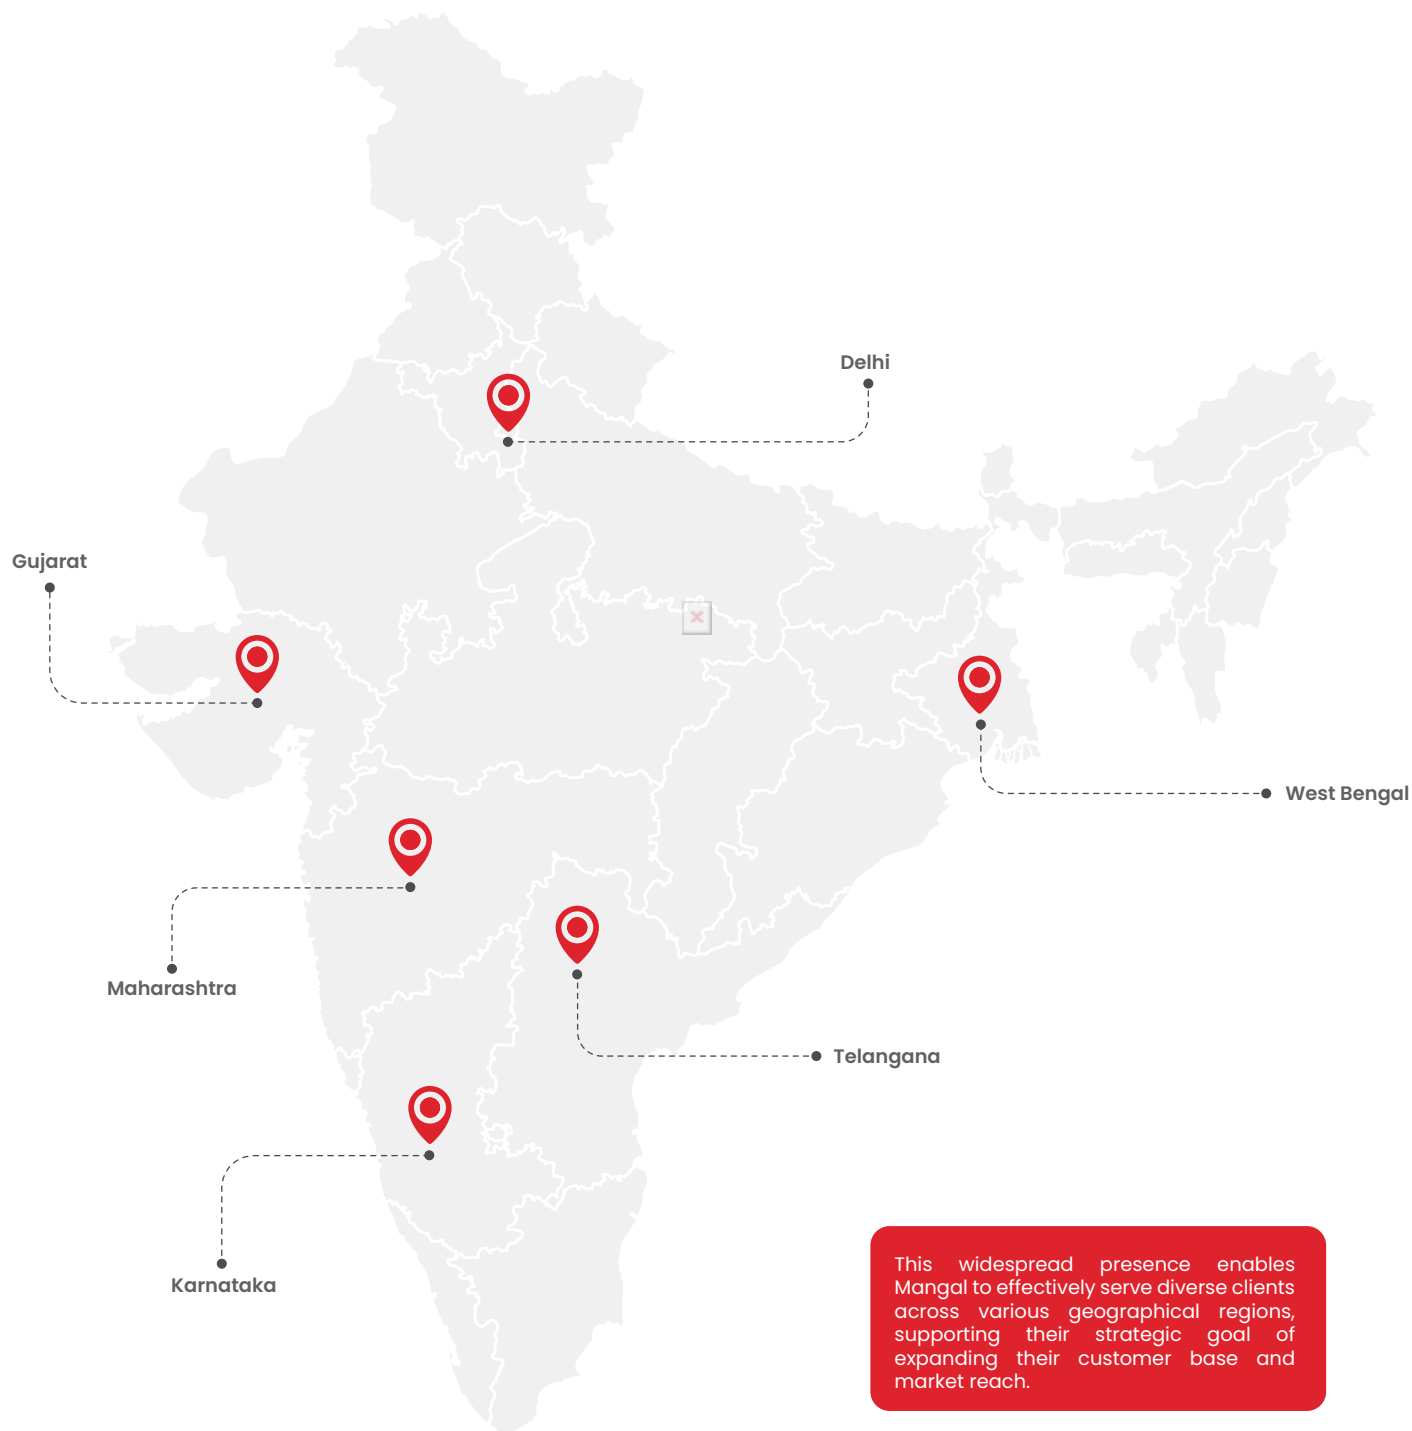 Delhi
Gujarat
West Bengal
Maharashtra
Telangana
Karnataka
This widespread presence enables
Mangal to effectively serve diverse clients
across various geographical regions,
supporting their strategic goal of
expanding their customer base and
market reach.